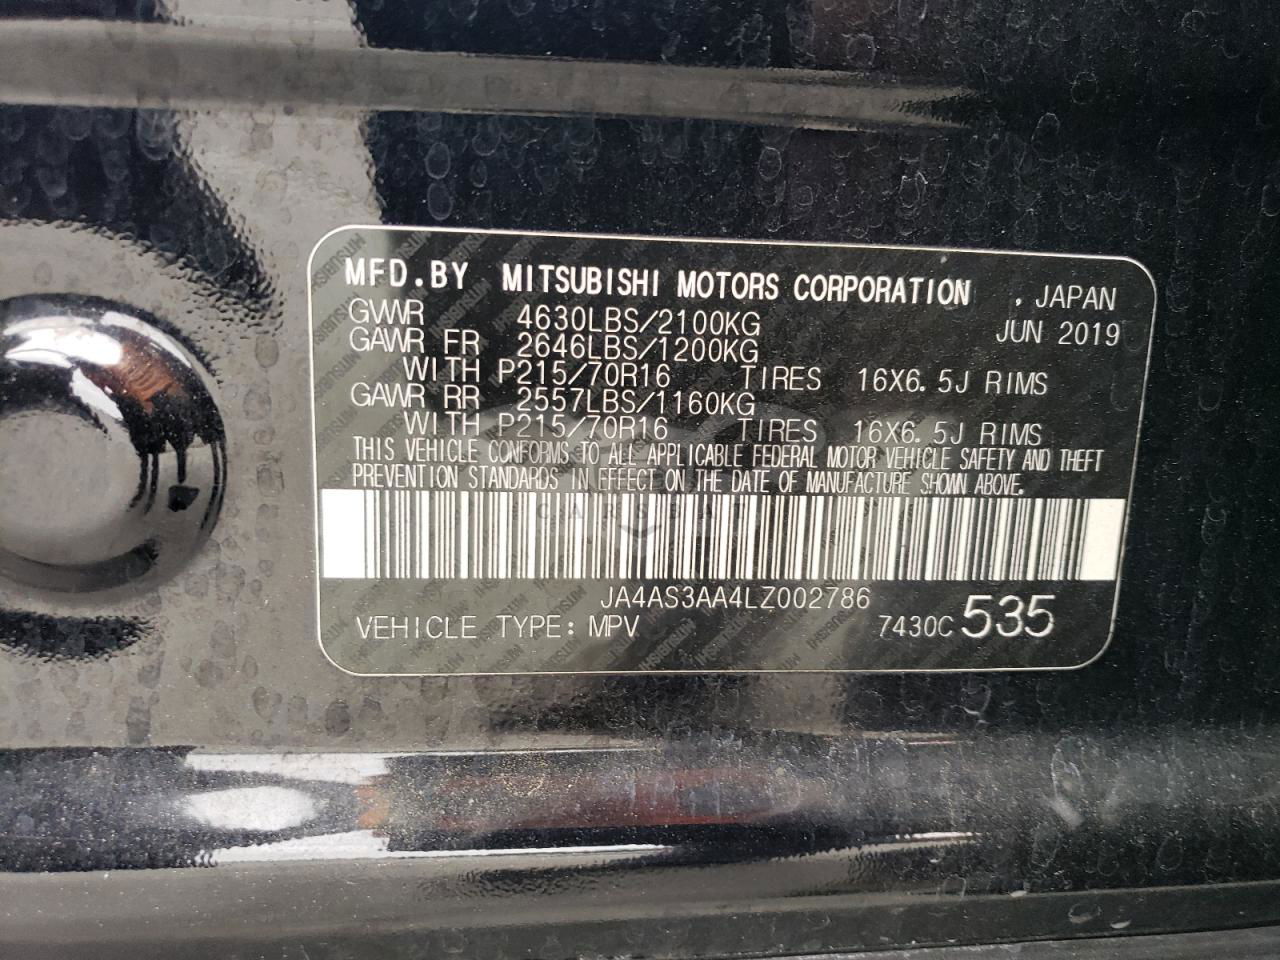 MFD.BY MITSUBISHI MOTORS CORPORATION , JAPAN
GVWR 4630LBS/2100KG JUN 2019
GAWR FR 2646LBS/1200KG
WITH P215/70R16 TIRES 16X6.5J RIMS
GAWR RR 2557LBS/1160KG
WITH P215/70R16 TIRES 16X6.5J RIMS
THIS VEHICLE CONFORMS TO ALL APPLICABLE FEDERAL MOTOR VEHICLE SAFETY AND THEFT
PREVENTION STANDARDS IN EFFECT ON THE DATE OF MANUFACTURE SHOWN ABOVE.
JA4AS3AA4LZ002786
VEHICLE TYPE: MPV 7430C 535